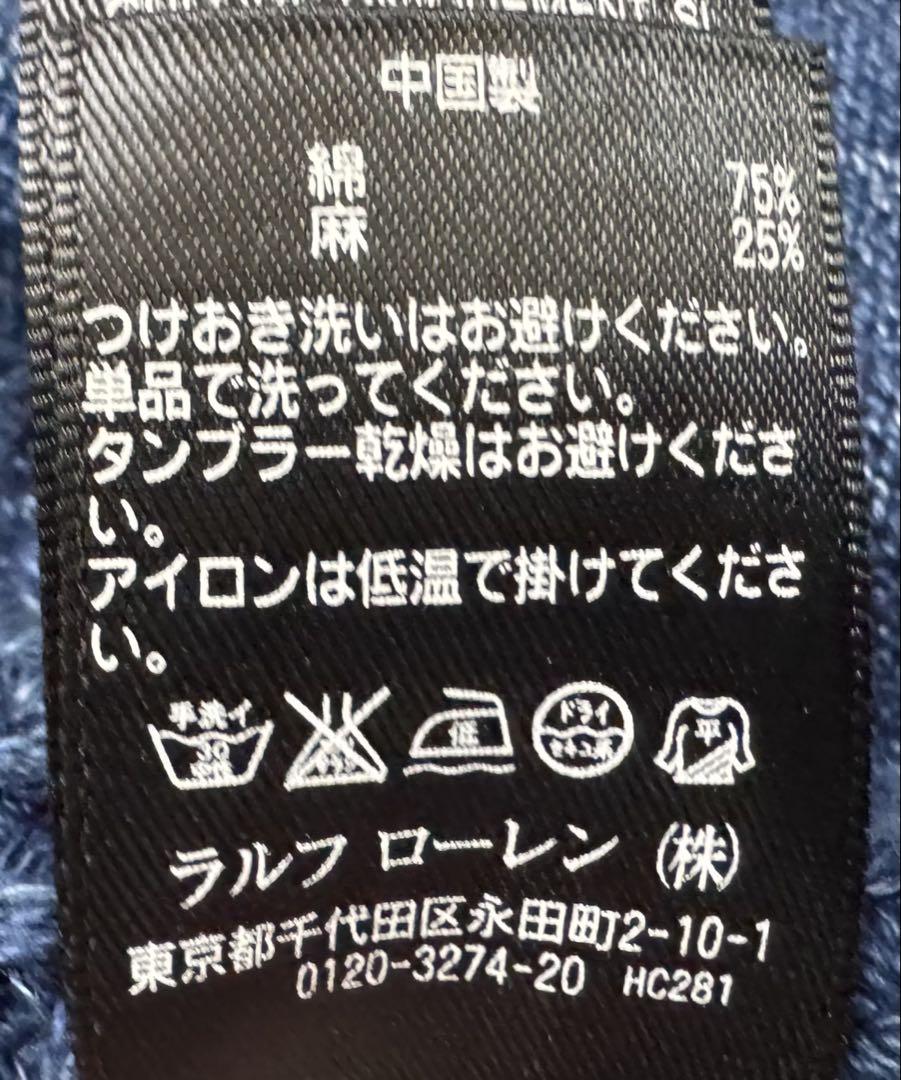 中国製
綿 75%
麻 25%
つけおき洗いはお避けください。
単品で洗ってください。
タンブラー乾燥はお避けくださ
い。
アイロンは低温で掛けてくださ
い。
手洗イ 30 低 ドライ セキユ系 平
ラルフ ローレン (株)
東京都千代田区永田町2-10-1
0120-3274-20 HC281